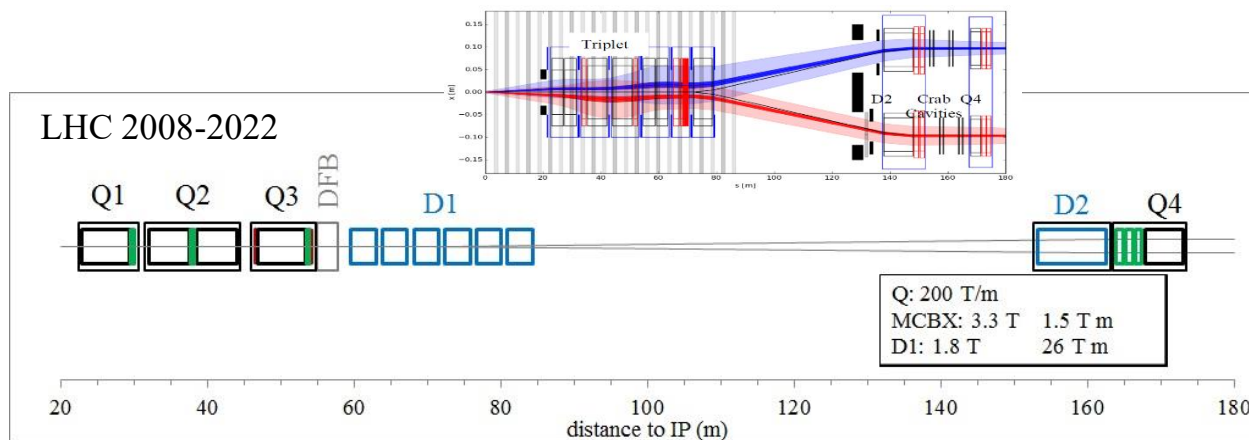 0.15
0.10
0.05
0.00
−0.05
−0.10
−0.15
x [m]
Triplet
D2 Crab Q4
Cavities
0 20 40 60 80 100 120 140 160 180
s [m]
LHC 2008-2022
Q1 Q2 Q3 DFB D1 D2 Q4
Q: 200 T/m
MCBX: 3.3 T 1.5 T m
D1: 1.8 T 26 T m
20 40 60 80 100 120 140 160 180
distance to IP (m)